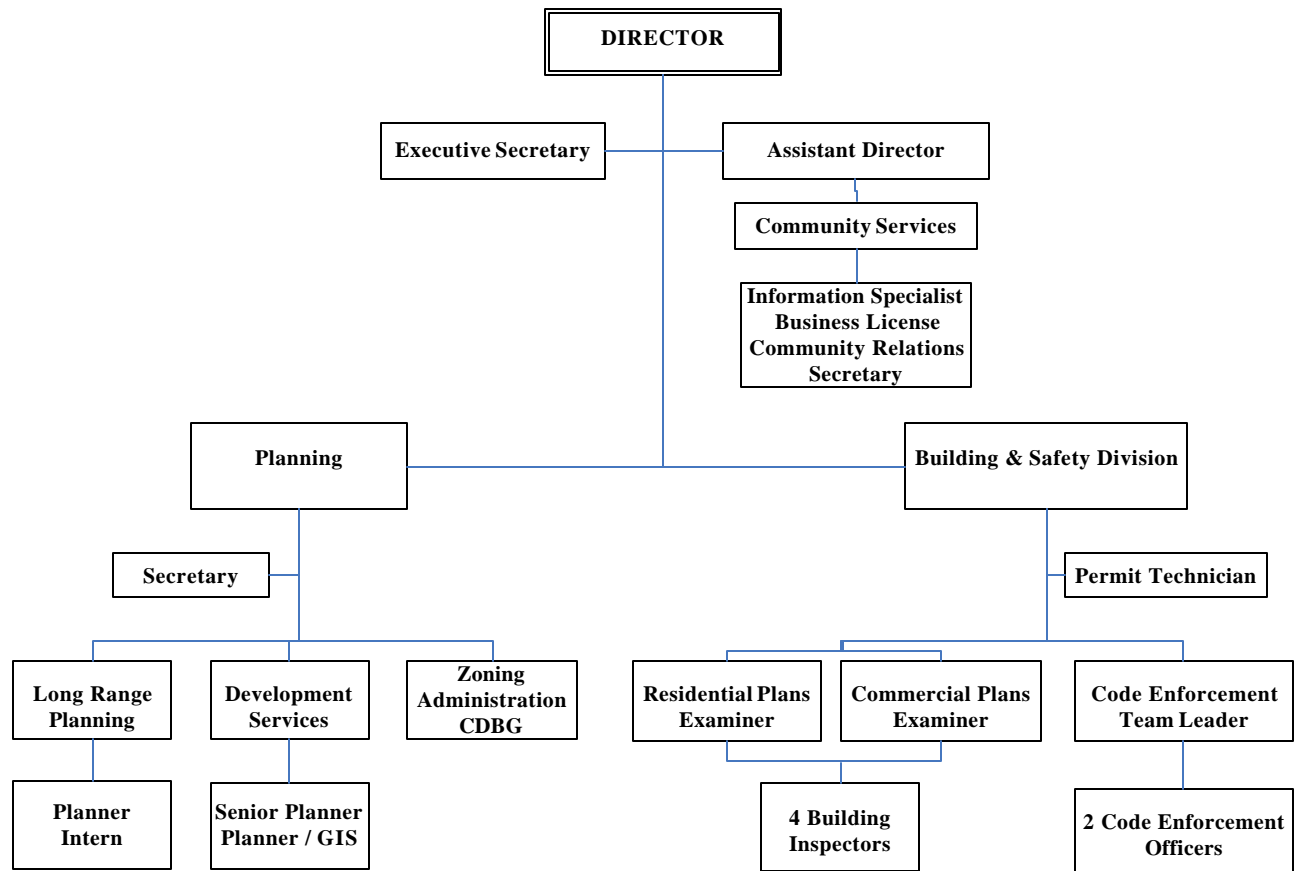 DIRECTOR
Executive Secretary
Assistant Director
Community Services
Information Specialist
Business License
Community Relations
Secretary
Planning
Building & Safety Division
Secretary
Permit Technician
Long Range
Planning
Development
Services
Zoning
Administration
CDBG
Residential Plans
Examiner
Commercial Plans
Examiner
Code Enforcement
Team Leader
Planner
Intern
Senior Planner
Planner / GIS
4 Building
Inspectors
2 Code Enforcement
Officers